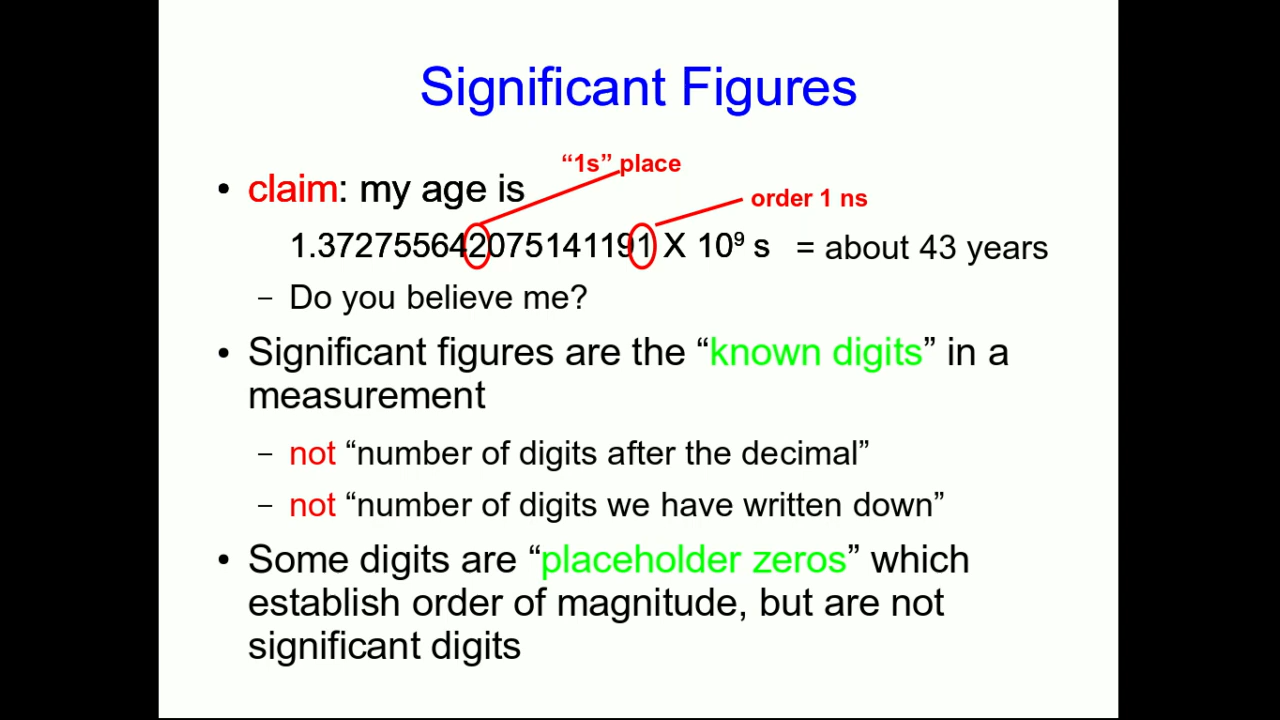 Significant Figures
“1s” place
• claim: my age is
order 1 ns
1.372755642075141191 X 10⁹ s = about 43 years
– Do you believe me?
• Significant figures are the “known digits” in a
measurement
– not “number of digits after the decimal”
– not “number of digits we have written down”
• Some digits are “placeholder zeros” which
establish order of magnitude, but are not
significant digits